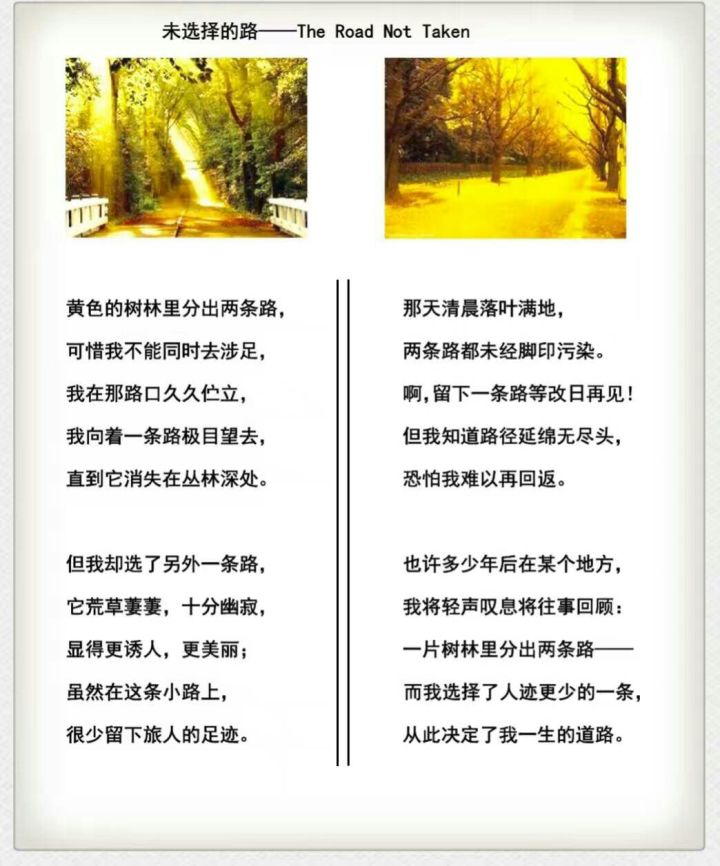 未选择的路——The Road Not Taken
黄色的树林里分出两条路，
可惜我不能同时去涉足，
我在那路口久久伫立，
我向着一条路极目望去，
直到它消失在丛林深处。
但我却选了另外一条路，
它荒草萋萋，十分幽寂，
显得更诱人，更美丽；
虽然在这条小路上，
很少留下旅人的足迹。
那天清晨落叶满地，
两条路都未经脚印污染。
啊,留下一条路等改日再见!
但我知道路径延绵无尽头，
恐怕我难以再回返。
也许多少年后在某个地方，
我将轻声叹息将往事回顾：
一片树林里分出两条路——
而我选择了人迹更少的一条，
从此决定了我一生的道路。